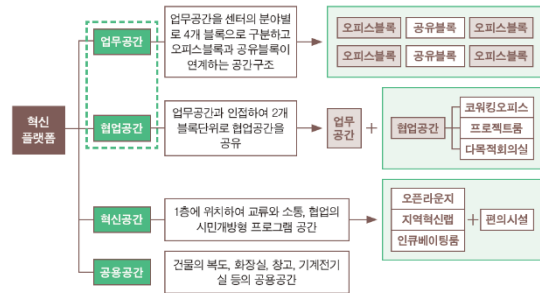 혁신
플랫폼
업무공간
업무공간을 센터의 분야별
로 4개 블록으로 구분하고
오피스블록과 공유블록이
연계하는 공간구조
오피스블록 공유블록 오피스블록
오피스블록 공유블록 오피스블록
협업공간
업무공간과 인접하여 2개
블록단위로 협업공간을
공유
업무
공간
+
협업공간
코워킹오피스
프로젝트룸
다목적회의실
혁신공간
1층에 위치하여 교류와 소통, 협업의
시민개방형 프로그램 공간
오픈라운지
지역혁신랩
인큐베이팅룸
+
편의시설
공용공간
건물의 복도, 화장실, 창고, 기계전기
실 등의 공용공간